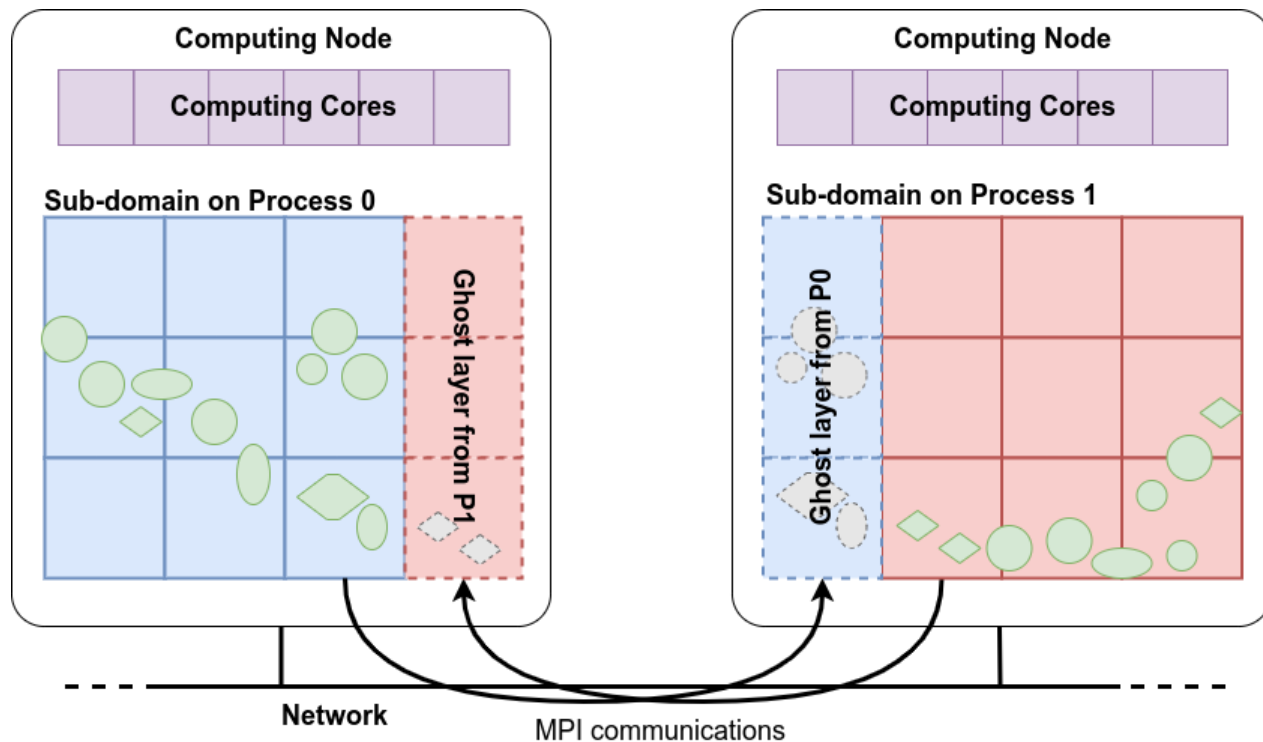 Computing Node
Computing Cores
Sub-domain on Process 0
Ghost layer from P1
Computing Node
Computing Cores
Sub-domain on Process 1
Ghost layer from P0
Network
MPI communications